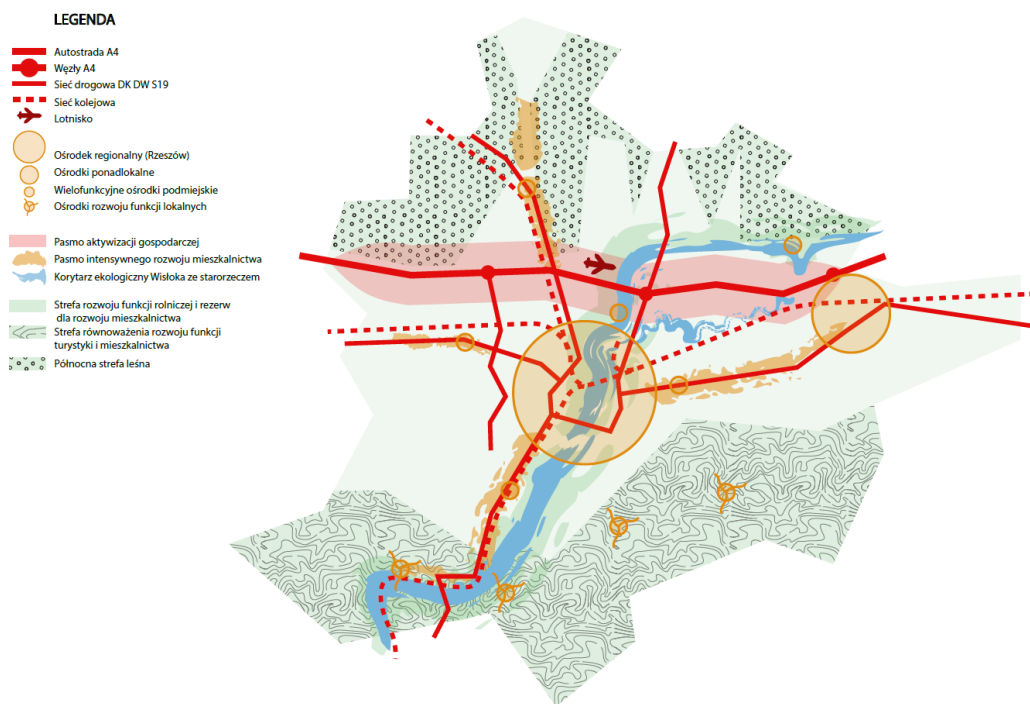 LEGENDA
Autostrada A4
Węzły A4
Sieć drogowa DK DW S19
Sieć kolejowa
Lotnisko
Ośrodek regionalny (Rzeszów)
Ośrodki ponadlokalne
Wielofunkcyjne ośrodki podmiejskie
Ośrodki rozwoju funkcji lokalnych
Pasmo aktywizacji gospodarczej
Pasmo intensywnego rozwoju mieszkalnictwa
Korytarz ekologiczny Wisłoka ze starorzeczem
Strefa rozwoju funkcji rolniczej i rezerw
dla rozwoju mieszkalnictwa
Strefa równoważenia rozwoju funkcji
turystyki i mieszkalnictwa
Północna strefa leśna